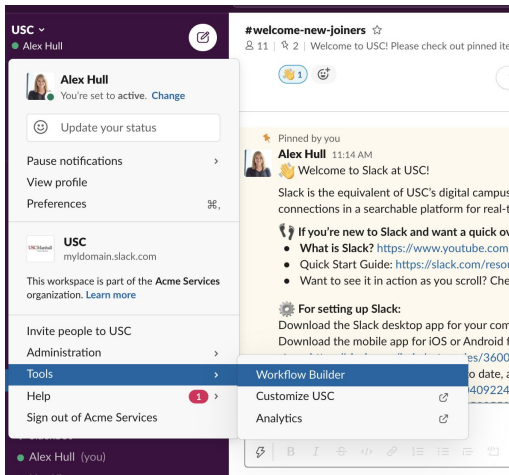 USC
Alex Hull
#welcome-new-joiners
11 | 2 | Welcome to USC! Please check out pinned ite
Alex Hull
You're set to active. Change
1
Update your status
Pause notifications
View profile
Preferences ⌘,
USC
myldomain.slack.com
This workspace is part of the Acme Services
organization. Learn more
Invite people to USC
Administration
Tools
Help 1
Sign out of Acme Services
Workflow Builder
Customize USC
Analytics
Alex Hull (you)
Pinned by you
Alex Hull 11:14 AM
Welcome to Slack at USC!
Slack is the equivalent of USC's digital campus
connections in a searchable platform for real-t
If you're new to Slack and want a quick ov
• What is Slack? https://www.youtube.com
• Quick Start Guide: https://slack.com/resou
• Want to see it in action as you scroll? Che
For setting up Slack:
Download the Slack desktop app for your com
Download the mobile app for iOS or Android f
es/3600
o date, a
0409224
B I